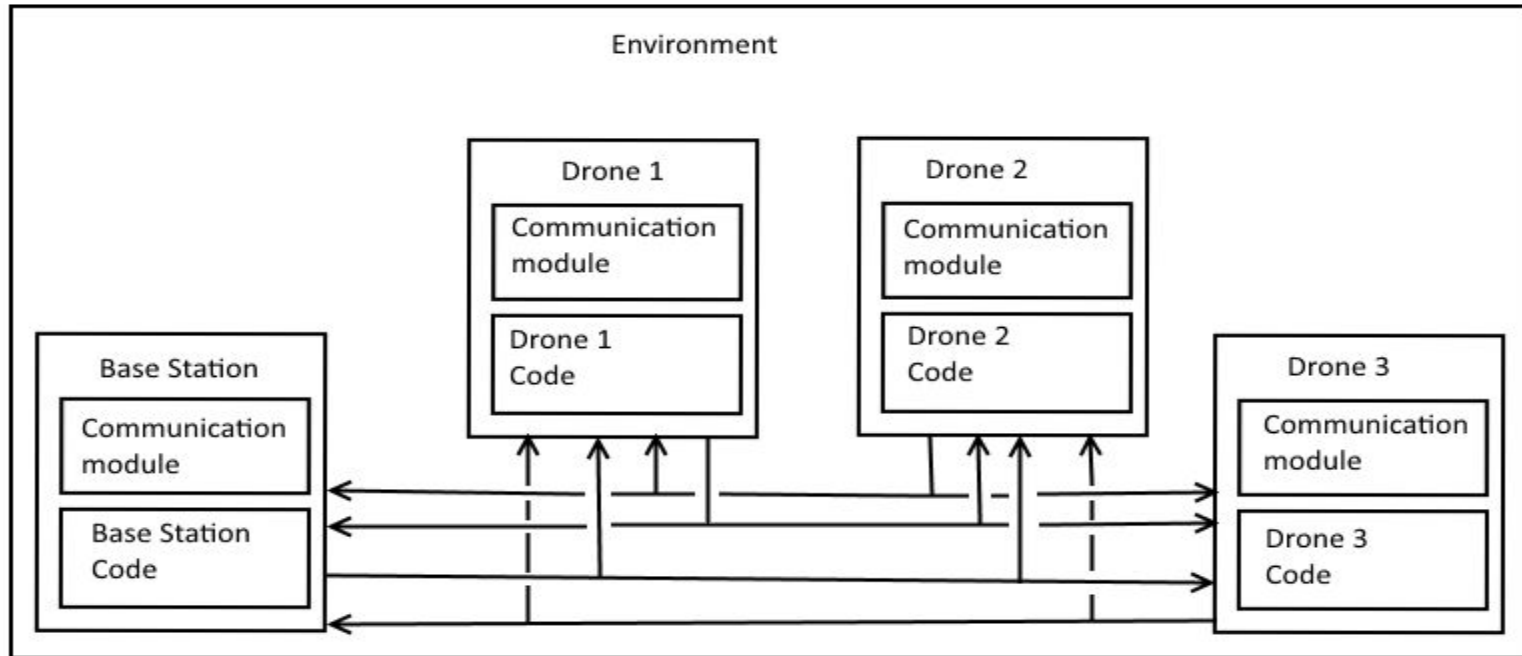 Environment
Drone 1
Communication
module
Drone 1
Code
Drone 2
Communication
module
Drone 2
Code
Base Station
Communication
module
Base Station
Code
Drone 3
Communication
module
Drone 3
Code